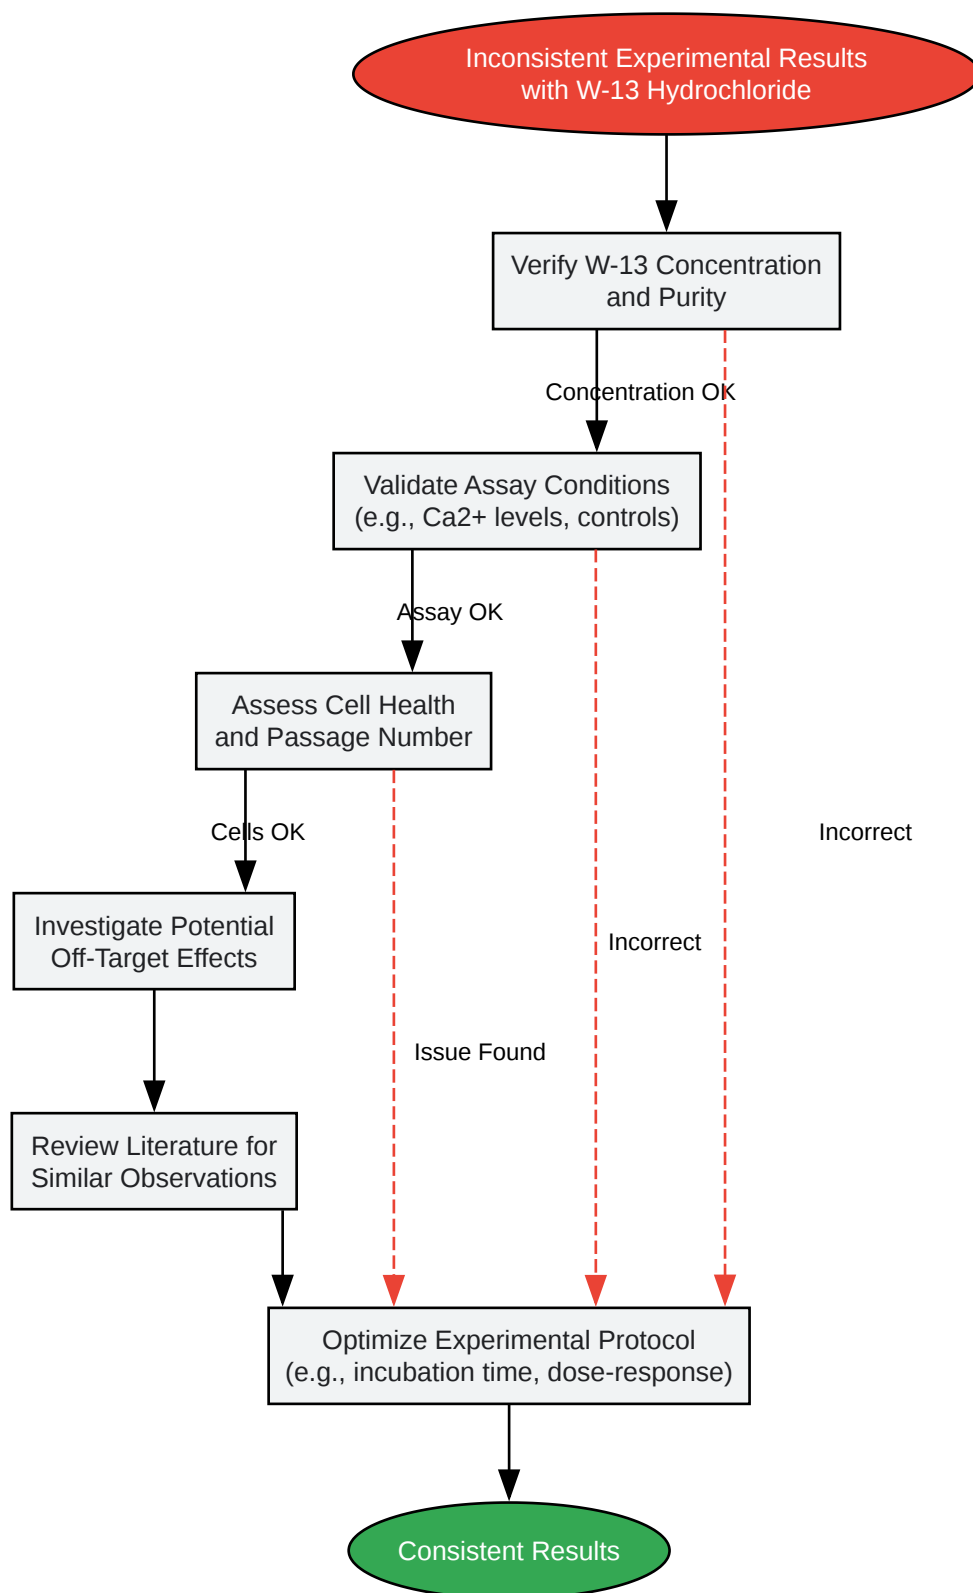 Inconsistent Experimental Results
with W-13 Hydrochloride
Verify W-13 Concentration
and Purity
Concentration OK
Validate Assay Conditions
(e.g., Ca2+ levels, controls)
Assay OK
Assess Cell Health
and Passage Number
Cells OK
Incorrect
Investigate Potential
Off-Target Effects
Incorrect
Issue Found
Review Literature for
Similar Observations
Optimize Experimental Protocol
(e.g., incubation time, dose-response)
Consistent Results